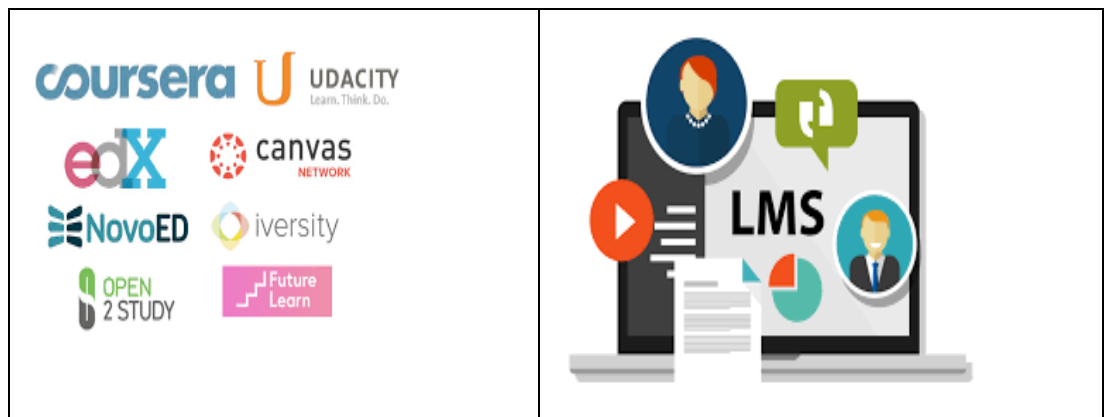 coursera
UDACITY
Learn. Think. Do.
edX
canvas
NETWORK
NovoED
iversity
OPEN
2 STUDY
Future
Learn
LMS